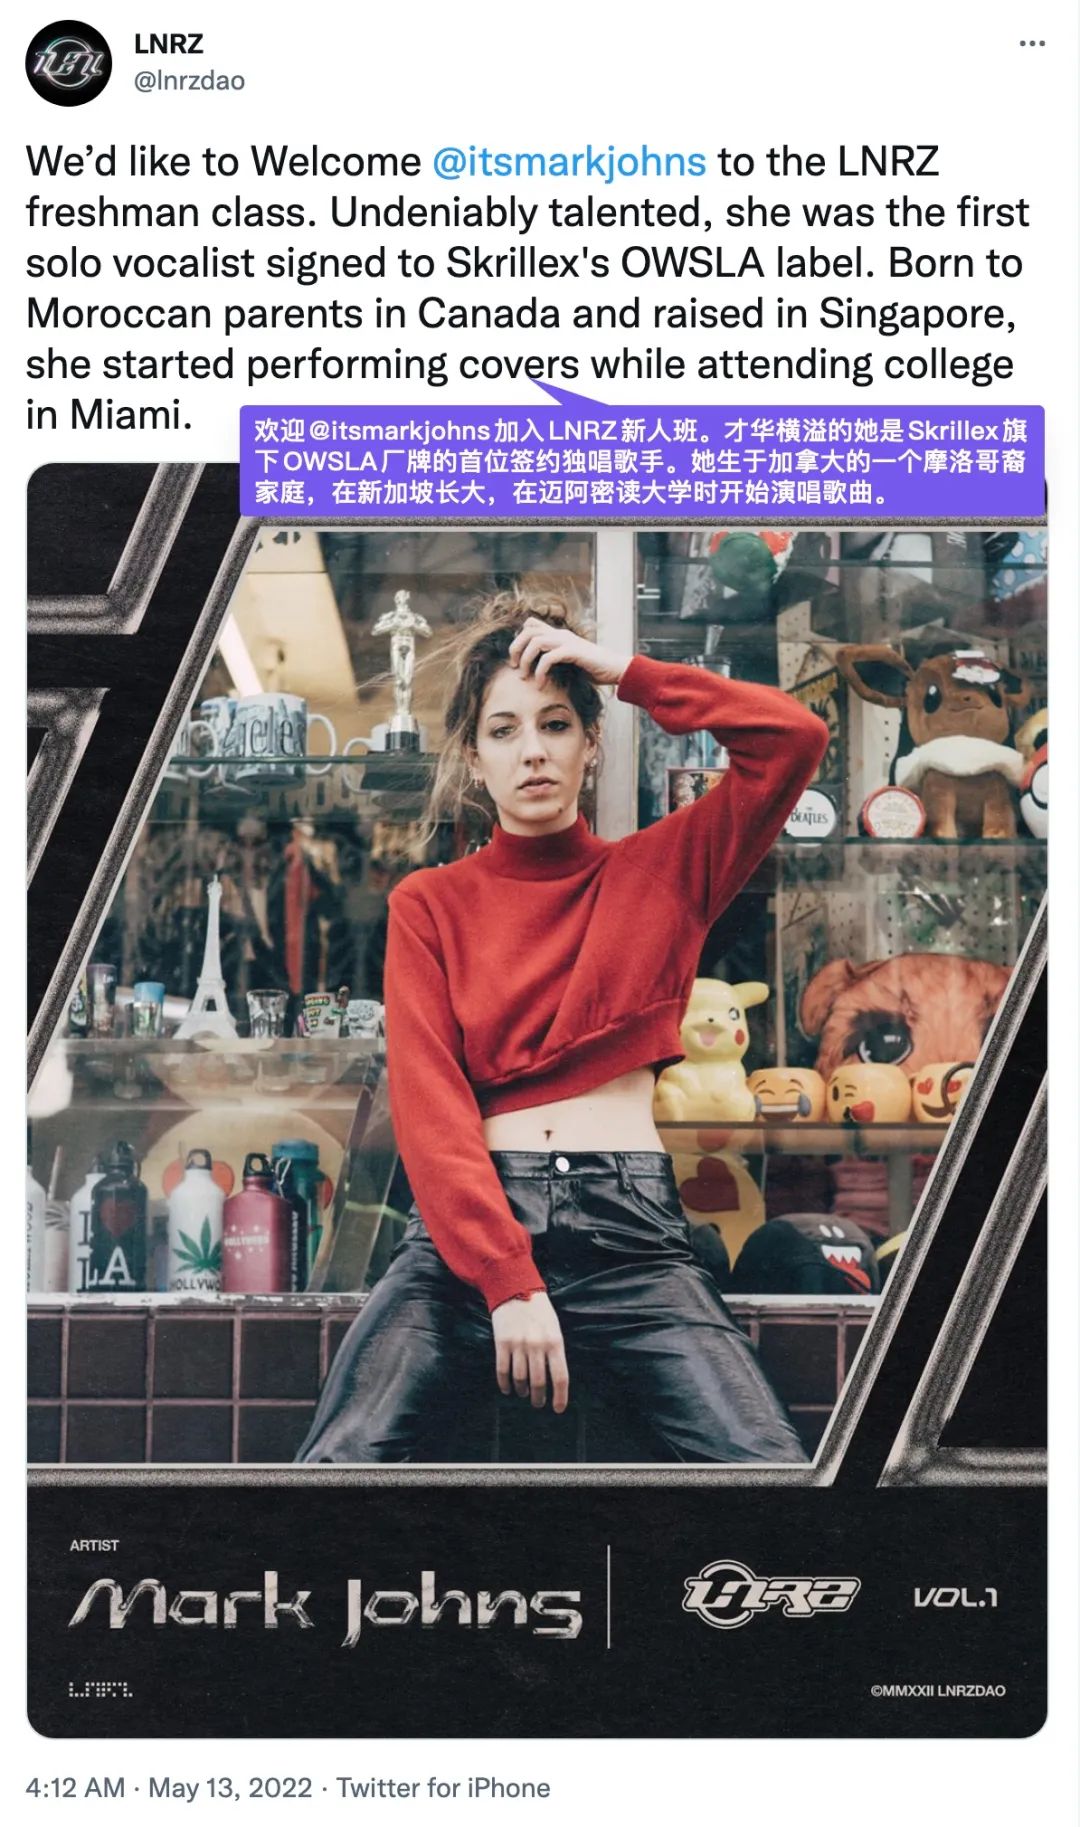 LNRZ
@lnrzdao
We’d like to Welcome @itsmarkjohns to the LNRZ
freshman class. Undeniably talented, she was the first
solo vocalist signed to Skrillex's OWSLA label. Born to
Moroccan parents in Canada and raised in Singapore,
she started performing covers while attending college
in Miami.
欢迎@itsmarkjohns加入LNRZ新人班。才华横溢的她是Skrillex旗
下OWSLA厂牌的首位签约独唱歌手。她生于加拿大的一个摩洛哥裔
家庭，在新加坡长大，在迈阿密读大学时开始演唱歌曲。
BEATLES
I
LA
HOLLYWO
ARTIST
Mark Johns
LNRZ
VOL.1
©MMXXII LNRZDAO
4:12 AM · May 13, 2022 · Twitter for iPhone